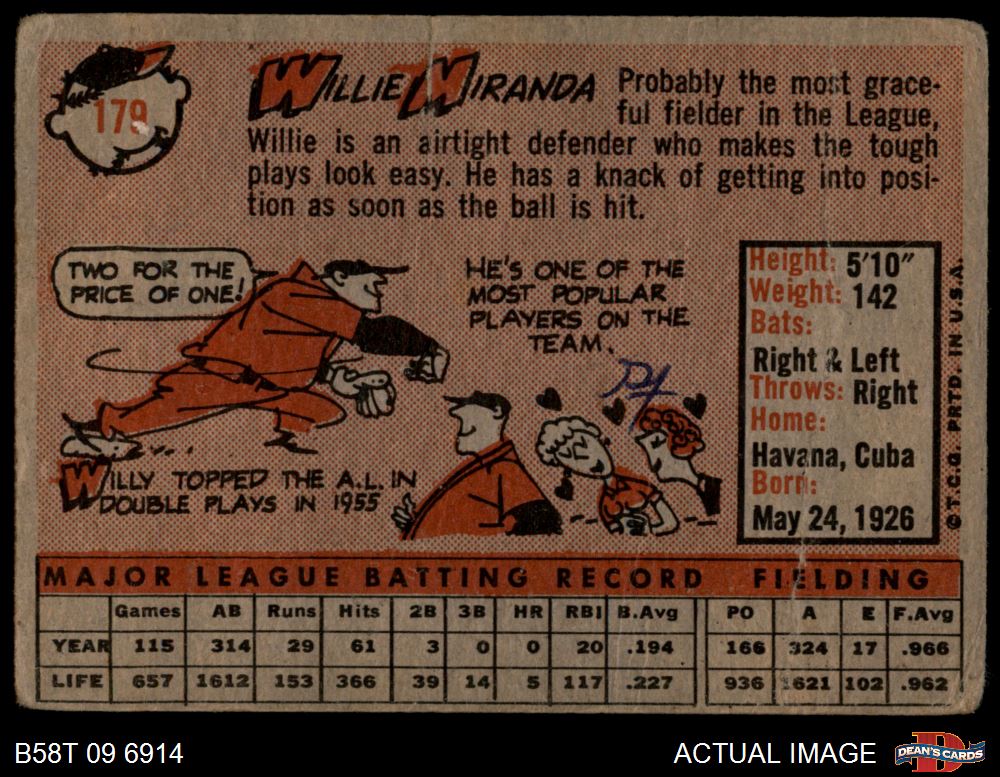 179
WILLIE MIRANDA
Probably the most grace-
ful fielder in the League,
Willie is an airtight defender who makes the tough
plays look easy. He has a knack of getting into posi-
tion as soon as the ball is hit.
TWO FOR THE
PRICE OF ONE!
WILLY TOPPED THE A.L. IN
DOUBLE PLAYS IN 1955
HE'S ONE OF THE
MOST POPULAR
PLAYERS ON THE
TEAM.
Height: 5'10"
Weight: 142
Bats:
Right & Left
Throws: Right
Home:
Havana, Cuba
Born:
May 24, 1926
© T.C.G. PRTD. IN U.S.A.
MAJOR LEAGUE BATTING RECORD FIELDING
Games AB Runs Hits 2B 3B HR RBI B.Avg PO A E F.Avg
YEAR 115 314 29 61 3 0 0 20 .194 166 324 17 .966
LIFE 657 1612 153 366 39 14 5 117 .227 936 1621 102 .962
B58T 09 6914
ACTUAL IMAGE
DEAN'S CARDS